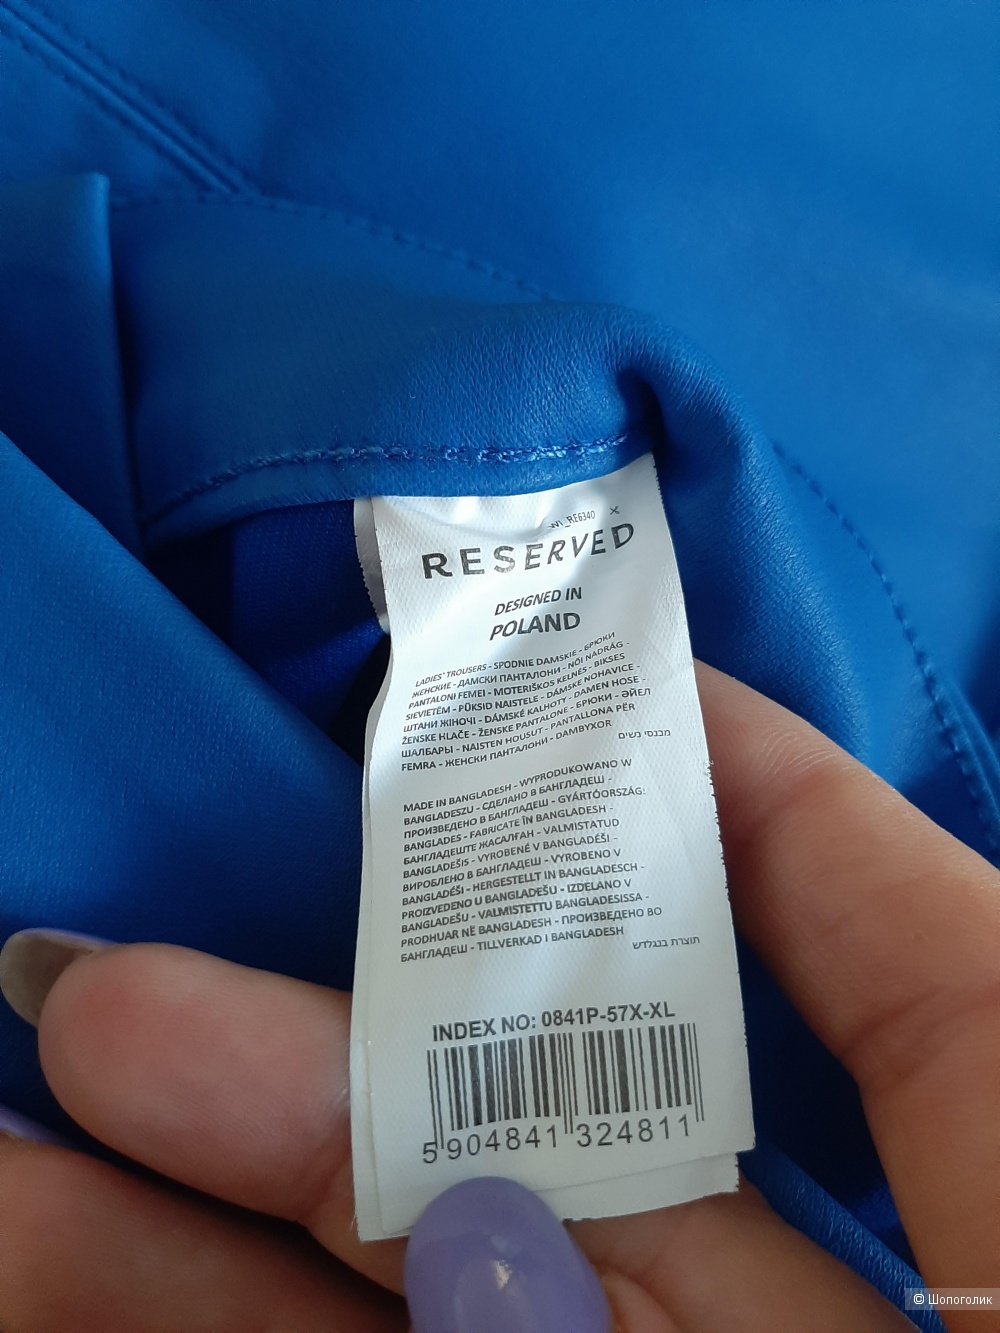 WI_RE6340
RESERVED
DESIGNED IN
POLAND
LADIES' TROUSERS - SPODNIE DAMSKIE - БРЮКИ
ЖЕНСКИЕ - ДАМСКИ ПАНТАЛОНИ - NŐI NADRÁG -
PANTALONI FEMEI - MOTERIŠKOS KELNĖS - BIKSES
SIEVIETĒM - PÜKSID NAISTELE - DÁMSKE NOHAVICE -
ШТАНИ ЖІНОЧІ - DÁMSKÉ KALHOTY - DAMEN HOSE -
ŽENSKE HLAČE - ŽENSKE PANTALONE - БРЮКИ - ӘЙЕЛ
ШАЛБАРЫ - NAISTEN HOUSUT - PANTALLONA PËR
FEMRA - ЖЕНСКИ ПАНТАЛОНИ - DAMBYXOR
מכנסי נשים
MADE IN BANGLADESH - WYPRODUKOWANO W
BANGLADESZU - СДЕЛАНО В БАНГЛАДЕШ -
ПРОИЗВЕДЕНО В БАНГЛАДЕШ - GYÁRTÓORSZÁG:
BANGLADES - FABRICATE ÎN BANGLADESH -
БАНГЛАДЕШТЕ ЖАСАЛҒАН - VALMISTATUD
BANGLADEŠIS - VYROBENÉ V BANGLADÉŠI -
ВИРОБЛЕНО В БАНГЛАДЕШ - VYROBENO V
BANGLADÉŠI - HERGESTELLT IN BANGLADESCH -
PROIZVEDENO U BANGLADEŠU - IZDELANO V
BANGLADEŠU - VALMISTETTU BANGLADESISSA -
PRODHUAR NË BANGLADESH - ПРОИЗВЕДЕНО ВО
БАНГЛАДЕШ - TILLVERKAD I BANGLADESH
תוצרת בנגלדש
INDEX NO: 0841P-57X-XL
5 904841 324811
© Шопоголик